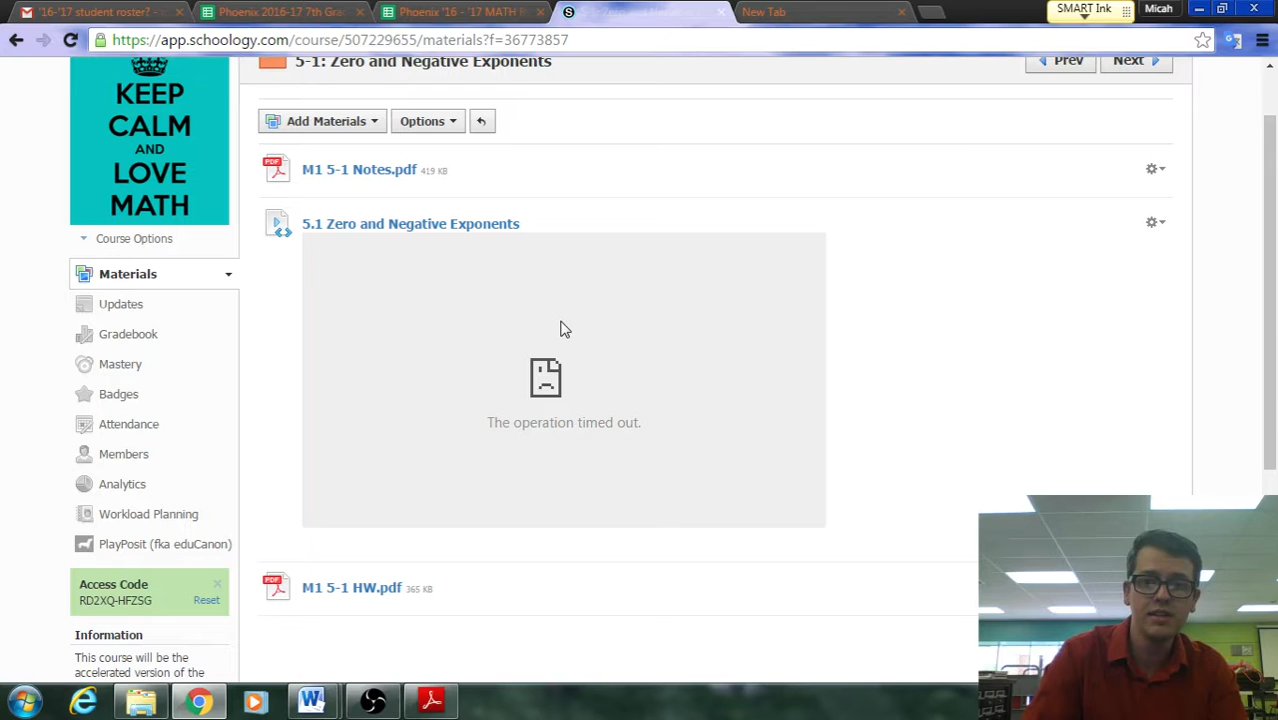 '16-'17 student roster? -
Phoenix 2016-17 7th Gra
Phoenix '16 - '17 MATH
New Tab
SMART Ink
Micah
https://app.schoology.com/course/507229655/materials?f=36773857
5-1: Zero and Negative Exponents
Prev
Next
KEEP
CALM
AND
LOVE
MATH
Add Materials
Options
M1 5-1 Notes.pdf 419 KB
5.1 Zero and Negative Exponents
The operation timed out.
M1 5-1 HW.pdf 365 KB
Course Options
Materials
Updates
Gradebook
Mastery
Badges
Attendance
Members
Analytics
Workload Planning
PlayPosit (fka eduCanon)
Access Code
RD2XQ-HFZSG
Reset
Information
This course will be the
accelerated version of the